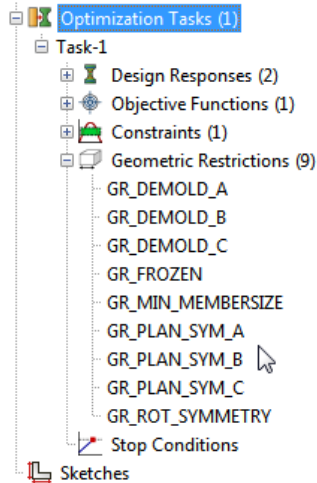 Optimization Tasks (1)
Task-1
Design Responses (2)
Objective Functions (1)
Constraints (1)
Geometric Restrictions (9)
GR_DEMOLD_A
GR_DEMOLD_B
GR_DEMOLD_C
GR_FROZEN
GR_MIN_MEMBERSIZE
GR_PLAN_SYM_A
GR_PLAN_SYM_B
GR_PLAN_SYM_C
GR_ROT_SYMMETRY
Stop Conditions
Sketches